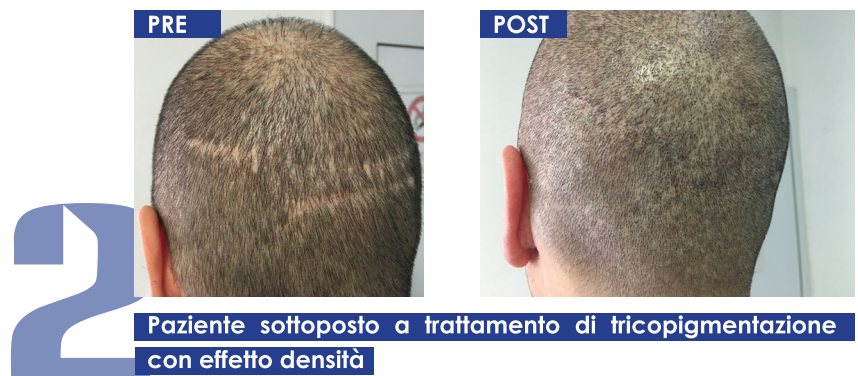 PRE
POST
2
Paziente sottoposto a trattamento di tricopigmentazione
con effetto densità